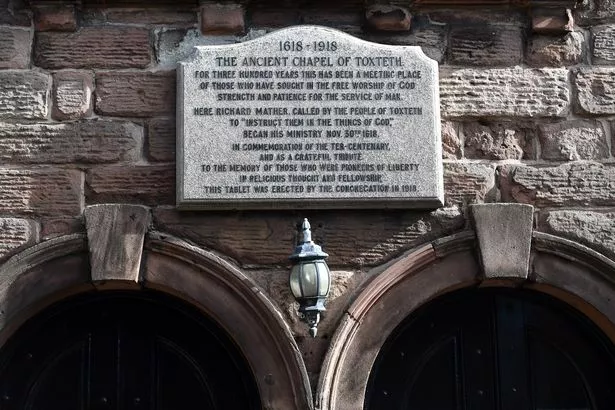 1618 - 1918
THE ANCIENT CHAPEL OF TOXTETH.
FOR THREE HUNDRED YEARS THIS HAS BEEN A MEETING PLACE
OF THOSE WHO HAVE SOUGHT IN THE FREE WORSHIP OF GOD
STRENGTH AND PATIENCE FOR THE SERVICE OF MAN.
HERE RICHARD MATHER, CALLED BY THE PEOPLE OF TOXTETH
TO "INSTRUCT THEM IN THE THINGS OF GOD,"
BEGAN HIS MINISTRY NOV. 30TH 1618.
IN COMMEMORATION OF THE TER-CENTENARY,
AND AS A GRATEFUL TRIBUTE
TO THE MEMORY OF THOSE WHO WERE PIONEERS OF LIBERTY
IN RELIGIOUS THOUGHT AND FELLOWSHIP,
THIS TABLET WAS ERECTED BY THE CONGREGATION IN 1918